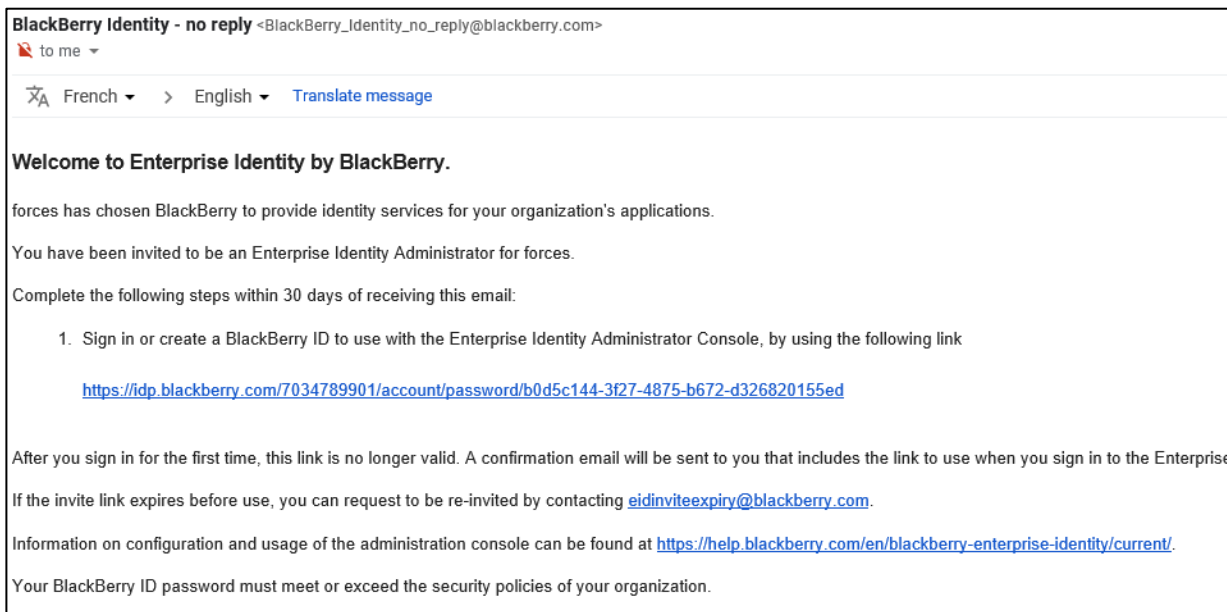 BlackBerry Identity - no reply <BlackBerry_Identity_no_reply@blackberry.com>
to me
French > English Translate message
Welcome to Enterprise Identity by BlackBerry.
forces has chosen BlackBerry to provide identity services for your organization's applications.
You have been invited to be an Enterprise Identity Administrator for forces.
Complete the following steps within 30 days of receiving this email:
1. Sign in or create a BlackBerry ID to use with the Enterprise Identity Administrator Console, by using the following link
https://idp.blackberry.com/7034789901/account/password/b0d5c144-3f27-4875-b672-d326820155ed
After you sign in for the first time, this link is no longer valid. A confirmation email will be sent to you that includes the link to use when you sign in to the Enterprise
If the invite link expires before use, you can request to be re-invited by contacting eidinviteexpiry@blackberry.com.
Information on configuration and usage of the administration console can be found at https://help.blackberry.com/en/blackberry-enterprise-identity/current/.
Your BlackBerry ID password must meet or exceed the security policies of your organization.